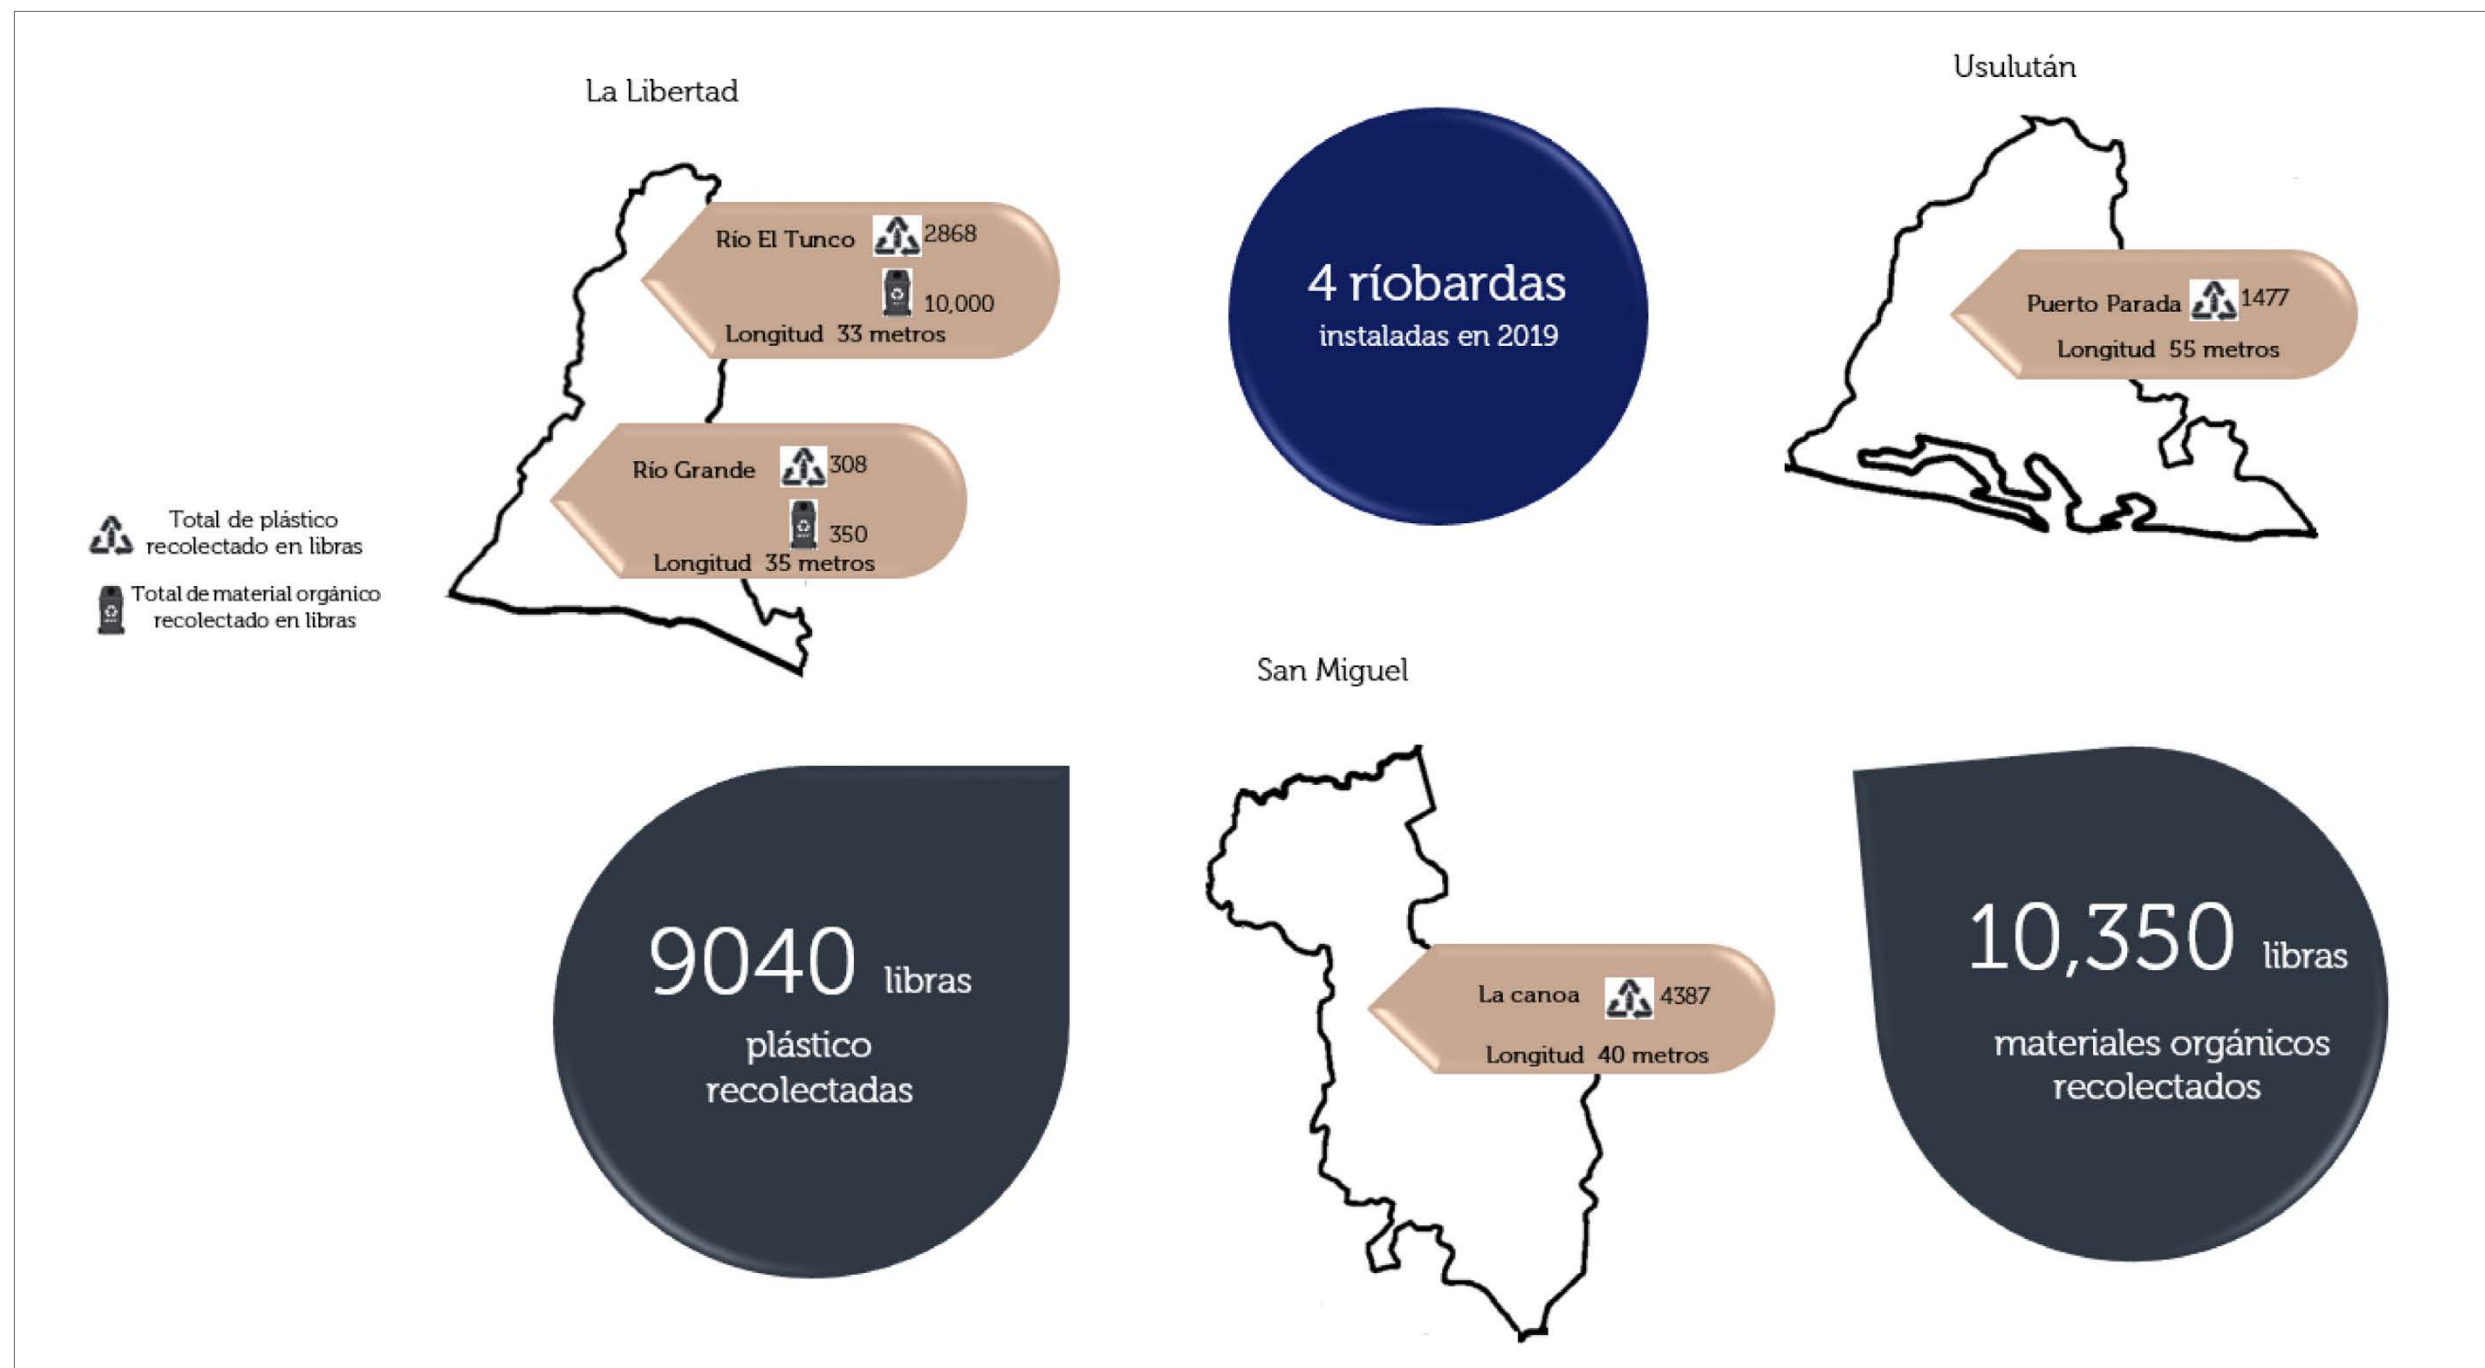 La Libertad
Río El Tunco 2868
10,000
Longitud 33 metros
Río Grande 308
350
Longitud 35 metros
Total de plástico
recolectado en libras
Total de material orgánico
recolectado en libras
4 ríobardas
instaladas en 2019
Usulután
Puerto Parada 1477
Longitud 55 metros
San Miguel
La canoa 4387
Longitud 40 metros
9040 libras
plástico
recolectadas
10,350 libras
materiales orgánicos
recolectados